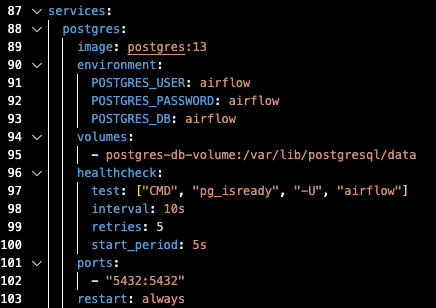 87 services:
88 postgres:
89 image: postgres:13
90 environment:
91 POSTGRES_USER: airflow
92 POSTGRES_PASSWORD: airflow
93 POSTGRES_DB: airflow
94 volumes:
95 - postgres-db-volume:/var/lib/postgresql/data
96 healthcheck:
97 test: ["CMD", "pg_isready", "-U", "airflow"]
98 interval: 10s
99 retries: 5
100 start_period: 5s
101 ports:
102 - "5432:5432"
103 restart: always